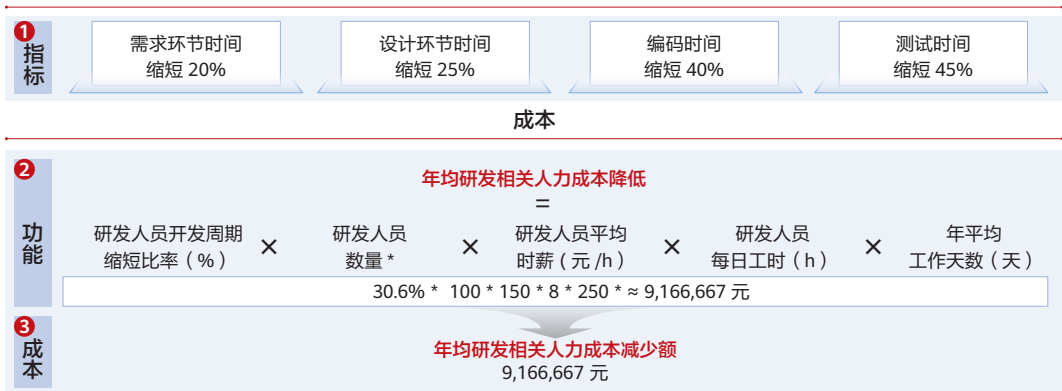 1
指标
需求环节时间
缩短 20%
设计环节时间
缩短 25%
编码时间
缩短 40%
测试时间
缩短 45%
成本
2
功能
年均研发相关人力成本降低
=
研发人员开发周期
缩短比率（%）
×
研发人员
数量 *
×
研发人员平均
时薪 ( 元 /h )
×
研发人员
每日工时（h）
×
年平均
工作天数（天）
30.6% * 100 * 150 * 8 * 250 * ≈ 9,166,667 元
3
成本
年均研发相关人力成本减少额
9,166,667 元